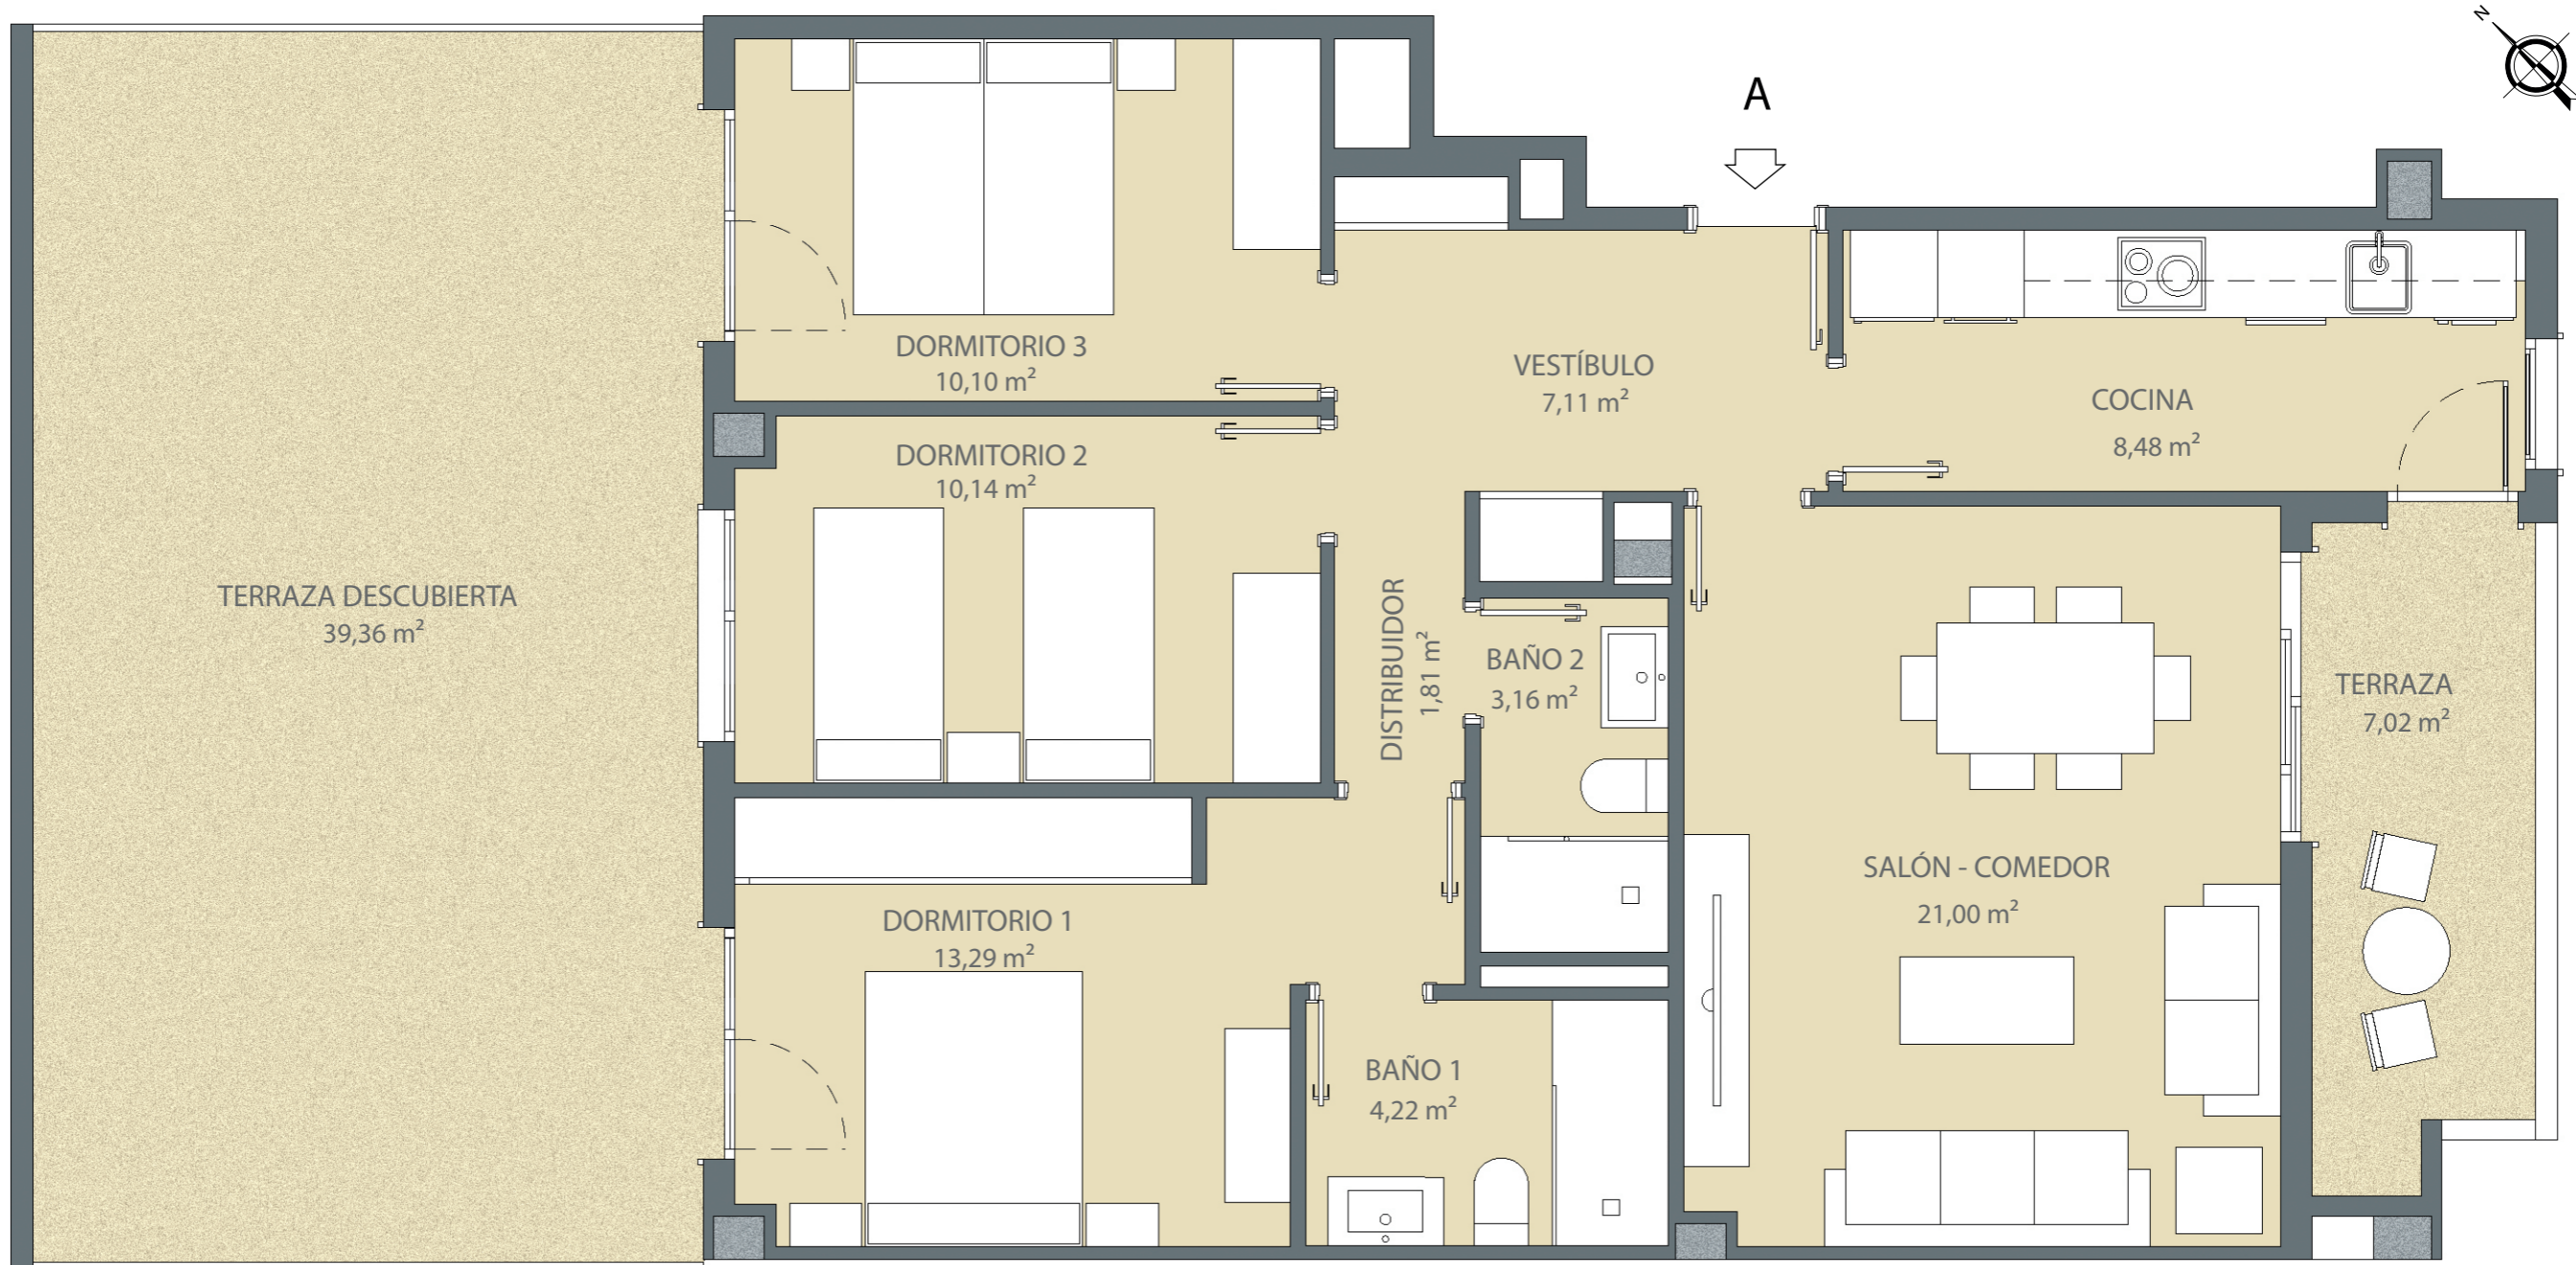 N
A
DORMITORIO 3
10,10 m²
VESTÍBULO
7,11 m²
COCINA
8,48 m²
DORMITORIO 2
10,14 m²
TERRAZA DESCUBIERTA
39,36 m²
DISTRIBUIDOR
1,81 m²
BAÑO 2
3,16 m²
TERRAZA
7,02 m²
SALÓN - COMEDOR
21,00 m²
DORMITORIO 1
13,29 m²
BAÑO 1
4,22 m²